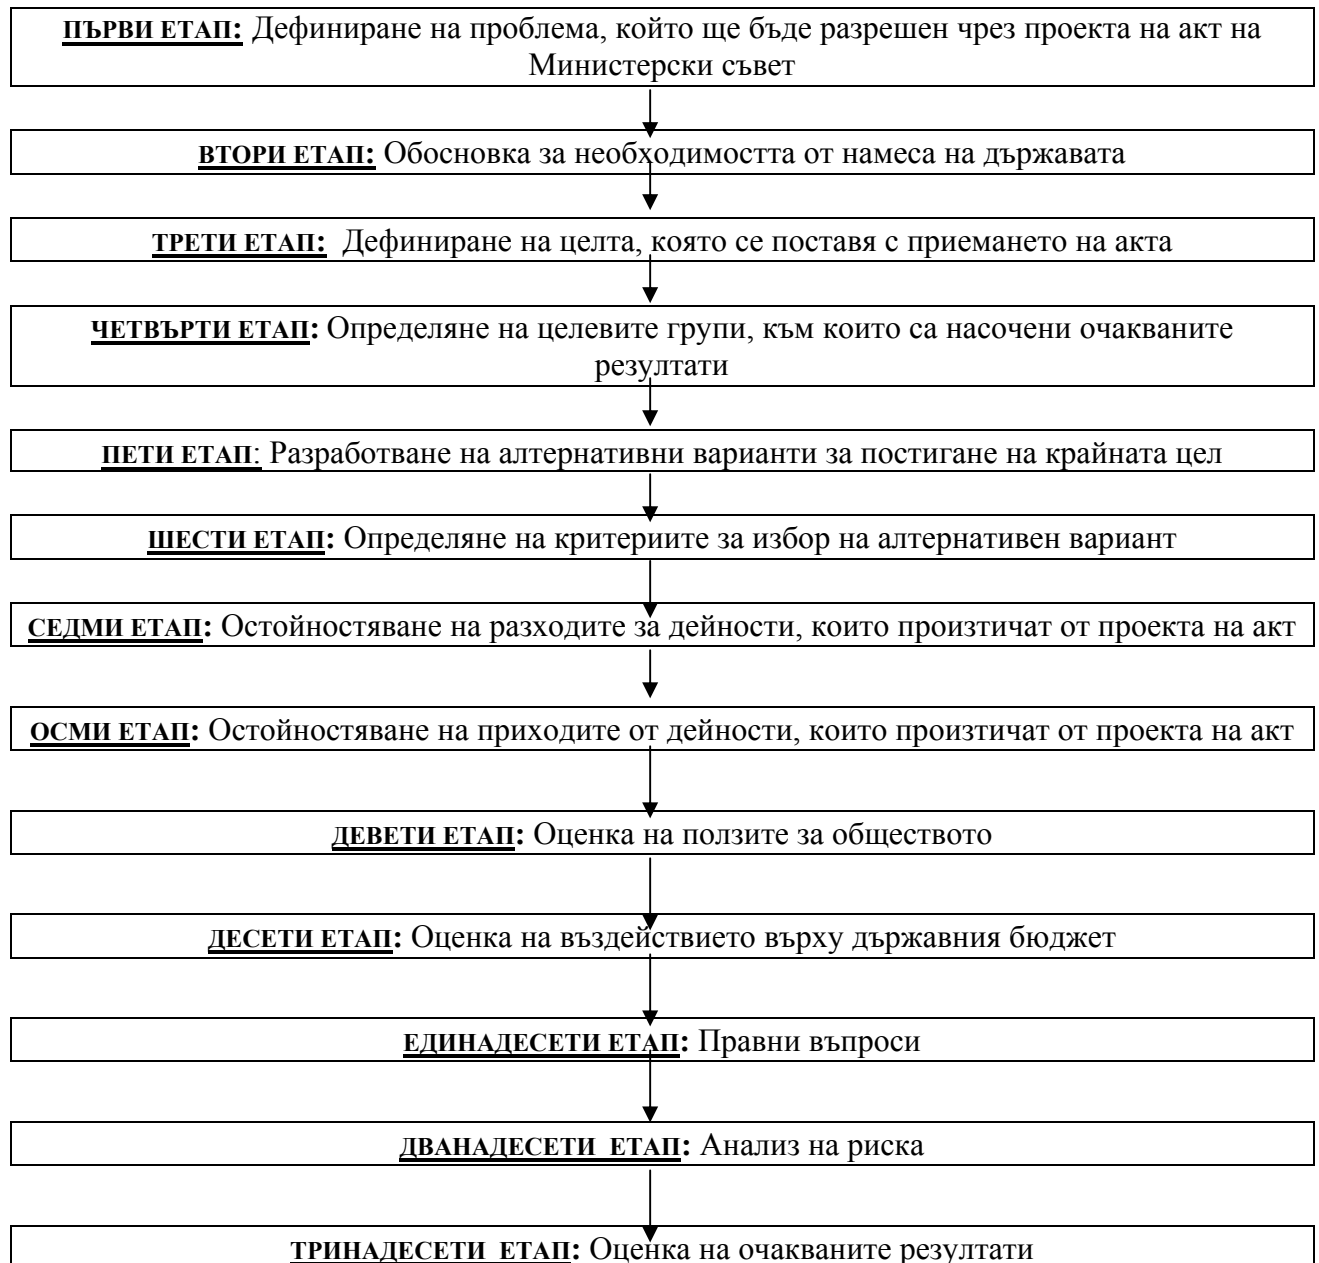 ПЪРВИ ЕТАП: Дефиниране на проблема, който ще бъде разрешен чрез проекта на акт на
Министерски съвет
ВТОРИ ЕТАП: Обосновка за необходимостта от намеса на държавата
ТРЕТИ ЕТАП: Дефиниране на целта, която се поставя с приемането на акта
ЧЕТВЪРТИ ЕТАП: Определяне на целевите групи, към които са насочени очакваните
резултати
ПЕТИ ЕТАП: Разработване на алтернативни варианти за постигане на крайната цел
ШЕСТИ ЕТАП: Определяне на критериите за избор на алтернативен вариант
СЕДМИ ЕТАП: Остойностяване на разходите за дейности, които произтичат от проекта на акт
ОСМИ ЕТАП: Остойностяване на приходите от дейности, които произтичат от проекта на акт
ДЕВЕТИ ЕТАП: Оценка на ползите за обществото
ДЕСЕТИ ЕТАП: Оценка на въздействието върху държавния бюджет
ЕДИНАДЕСЕТИ ЕТАП: Правни въпроси
ДВАНАДЕСЕТИ ЕТАП: Анализ на риска
ТРИНАДЕСЕТИ ЕТАП: Оценка на очакваните резултати